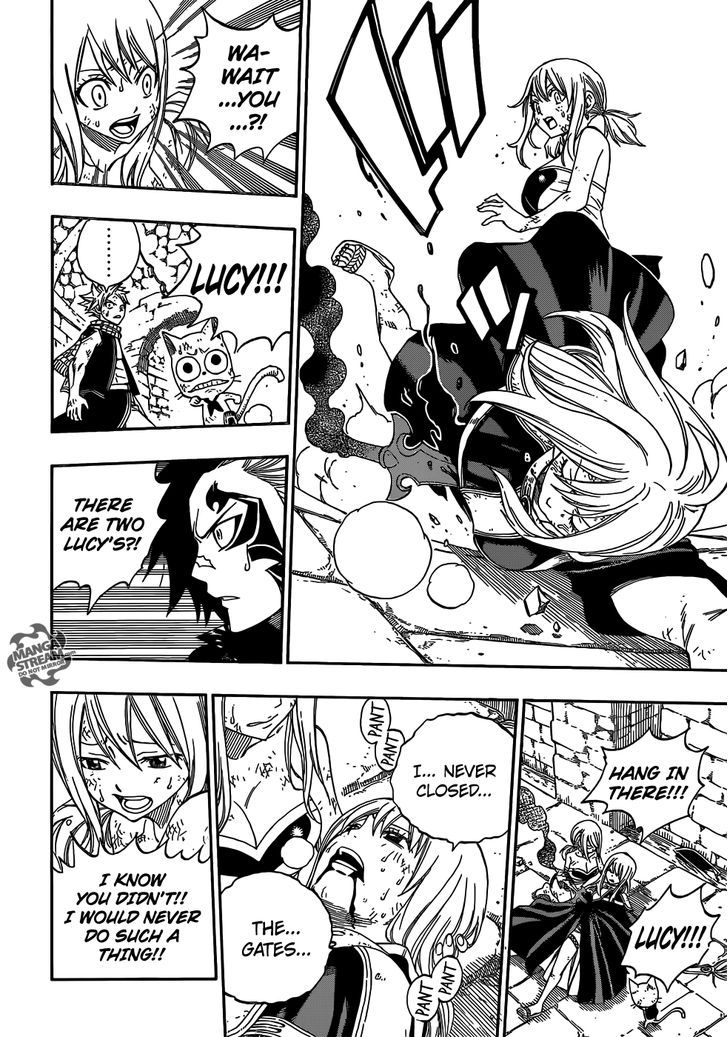 WA-
WAIT
...YOU
...?!
........
LUCY!!!
THERE
ARE TWO
LUCY'S?!
MANGA
STREAM.com
DO NOT MIRROR
HANG IN
THERE!!!
LUCY!!!
PANT
PANT
I... NEVER
CLOSED...
THE...
GATES...
PANT
PANT
I KNOW
YOU DIDN'T!!
I WOULD NEVER
DO SUCH A
THING!!